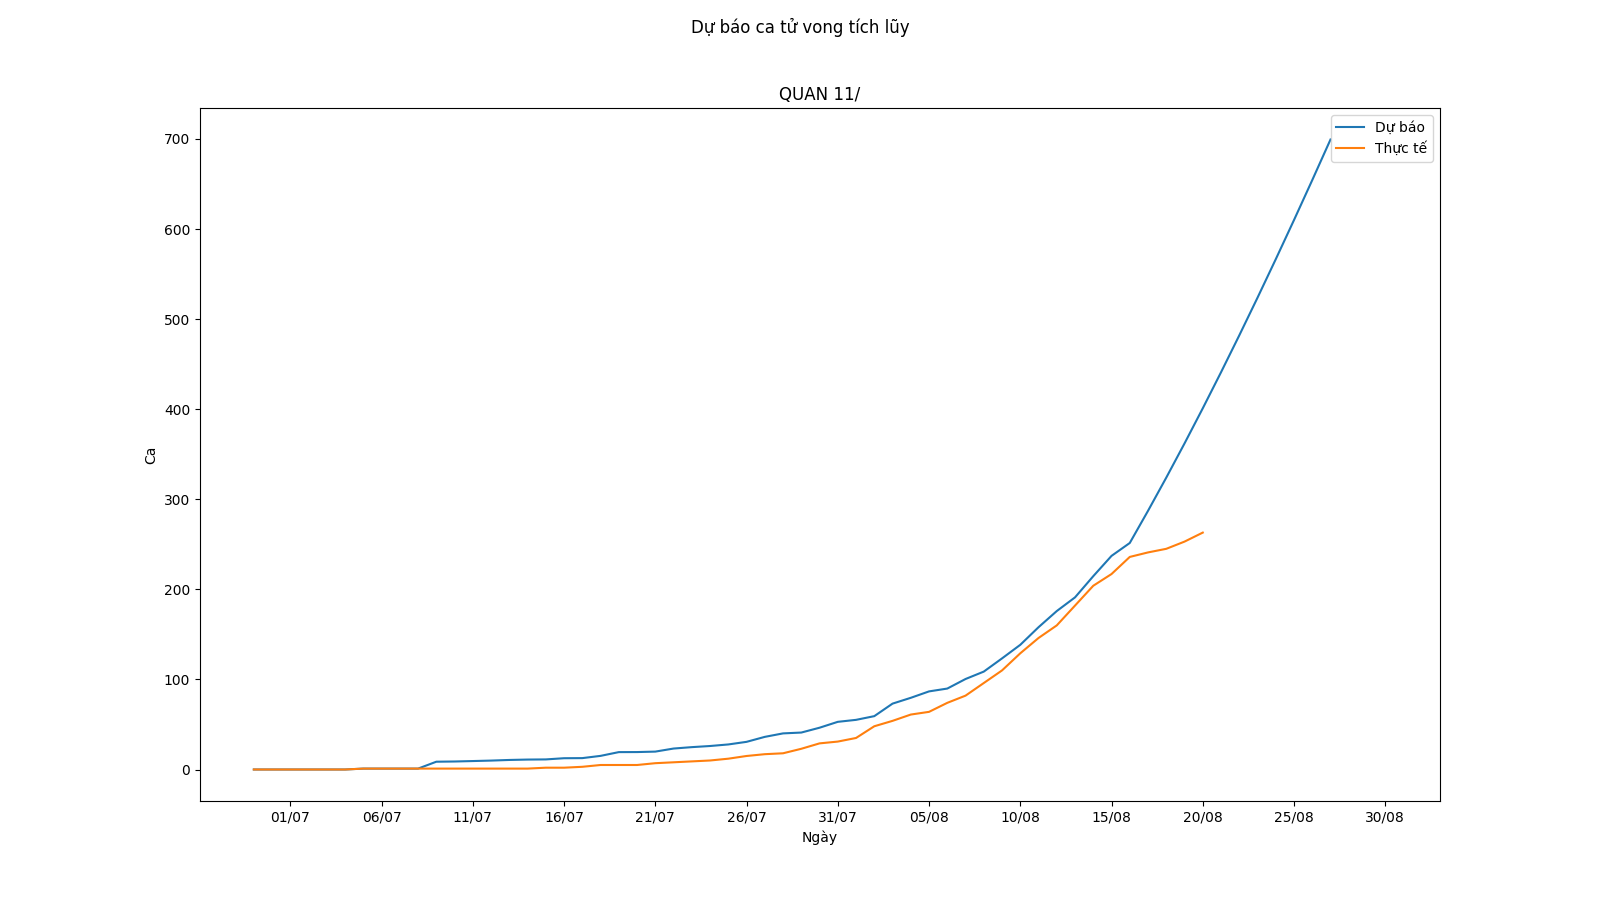 Dự báo ca tử vong tích lũy
QUAN 11/
700
600
500
400
300
200
100
0
Ca
Dự báo
Thực tế
01/07 06/07 11/07 16/07 21/07 26/07 31/07 05/08 10/08 15/08 20/08 25/08 30/08
Ngày